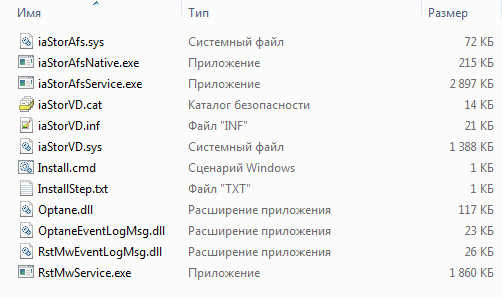 Имя Тип Размер
iaStorAfs.sys Системный файл 72 КБ
iaStorAfsNative.exe Приложение 215 КБ
iaStorAfsService.exe Приложение 2 897 КБ
iaStorVD.cat Каталог безопасности 14 КБ
iaStorVD.inf Файл "INF" 21 КБ
iaStorVD.sys Системный файл 1 388 КБ
Install.cmd Сценарий Windows 1 КБ
InstallStep.txt Файл "TXT" 1 КБ
Optane.dll Расширение приложения 117 КБ
OptaneEventLogMsg.dll Расширение приложения 23 КБ
RstMwEventLogMsg.dll Расширение приложения 26 КБ
RstMwService.exe Приложение 1 860 КБ